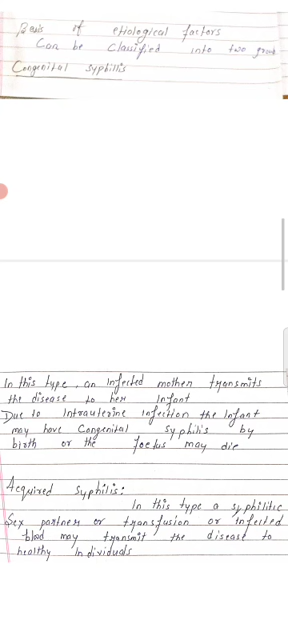 Basis of etiological factors
Can be classified into two
Congenital Syphillis
In this type, an infected mother transmits
the disease to her Infant
Due to Intrauterine infection the Infant
may have Congenital Syphilis by
birth or the foetus may die
Acquired Syphilis:
In this type a syphilitic
Sex partner or transfusion or infected
blood may transmit the disease to
healthy Individuals